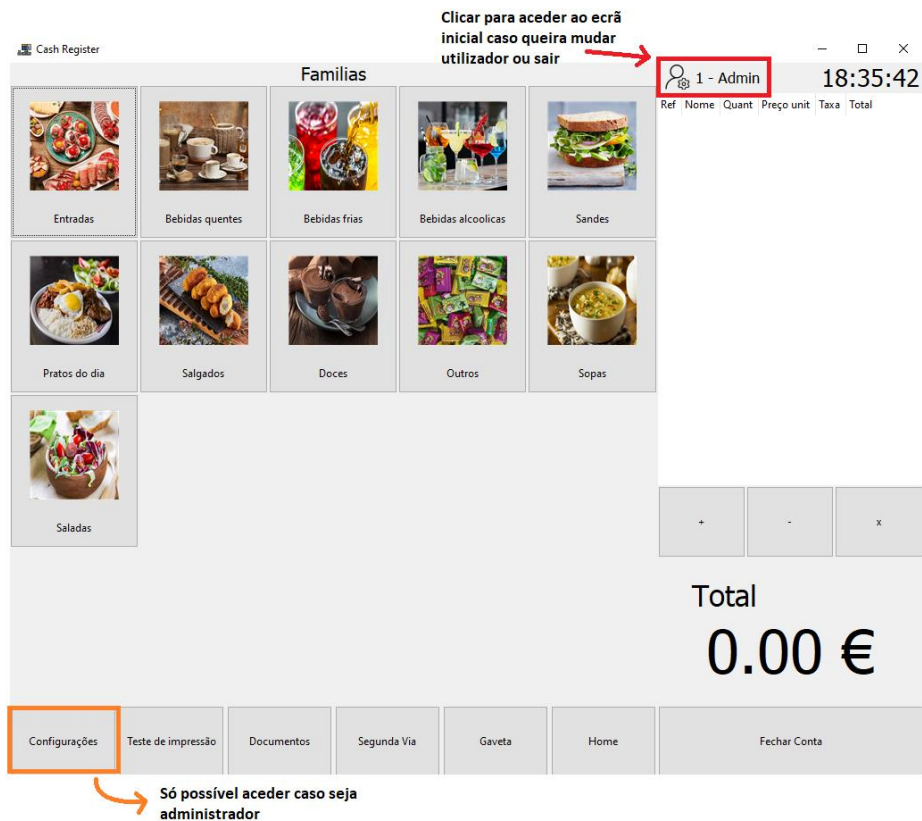 Clicar para aceder ao ecrã
inicial caso queira mudar
utilizador ou sair
Cash Register
Familias
1 - Admin
18:35:42
Ref Nome Quant Preço unit Taxa Total
Entradas
Bebidas quentes
Bebidas frias
Bebidas alcoolicas
Sandes
Pratos do dia
Salgados
Doces
Outros
Sopas
Saladas
+
-
x
Total
0.00 €
Configurações
Teste de impressão
Documentos
Segunda Via
Gaveta
Home
Fechar Conta
Só possível aceder caso seja
administrador